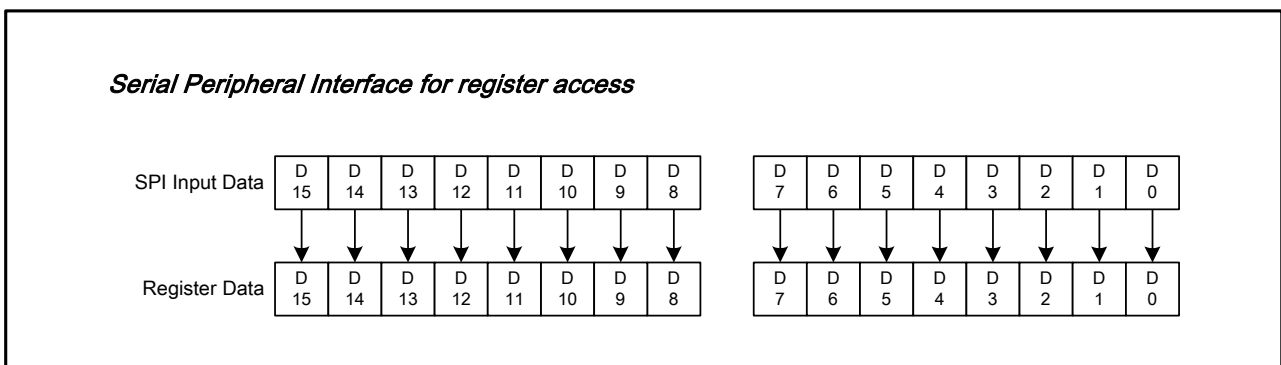 Serial Peripheral Interface for register access
SPI Input Data D 15 D 14 D 13 D 12 D 11 D 10 D 9 D 8 D 7 D 6 D 5 D 4 D 3 D 2 D 1 D 0
Register Data D 15 D 14 D 13 D 12 D 11 D 10 D 9 D 8 D 7 D 6 D 5 D 4 D 3 D 2 D 1 D 0